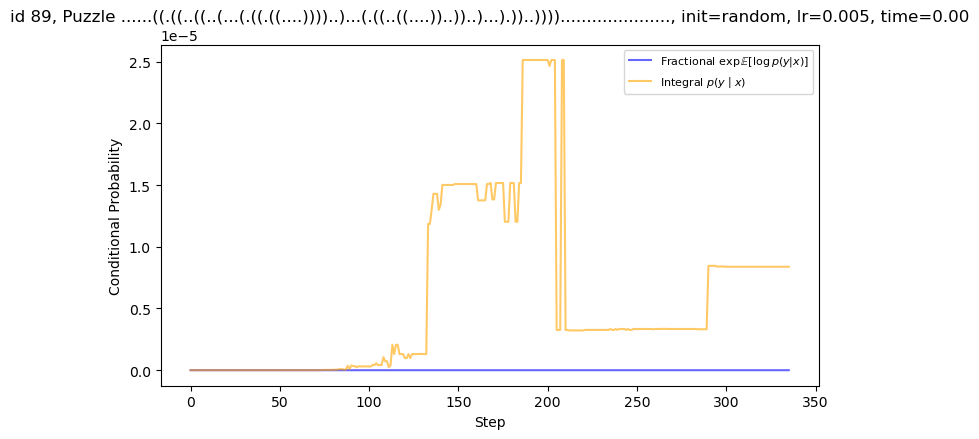 id 89, Puzzle ......((.((..((..(...(.((.((....))))..)...(.((..((....))..))..)...).))..))))....................., init=random, lr=0.005, time=0.00
1e−5
Fractional exp𝔼[log p(y|x)]
Integral p(y | x)
2.5
2.0
1.5
1.0
0.5
0.0
Conditional Probability
0
50
100
150
200
250
300
350
Step